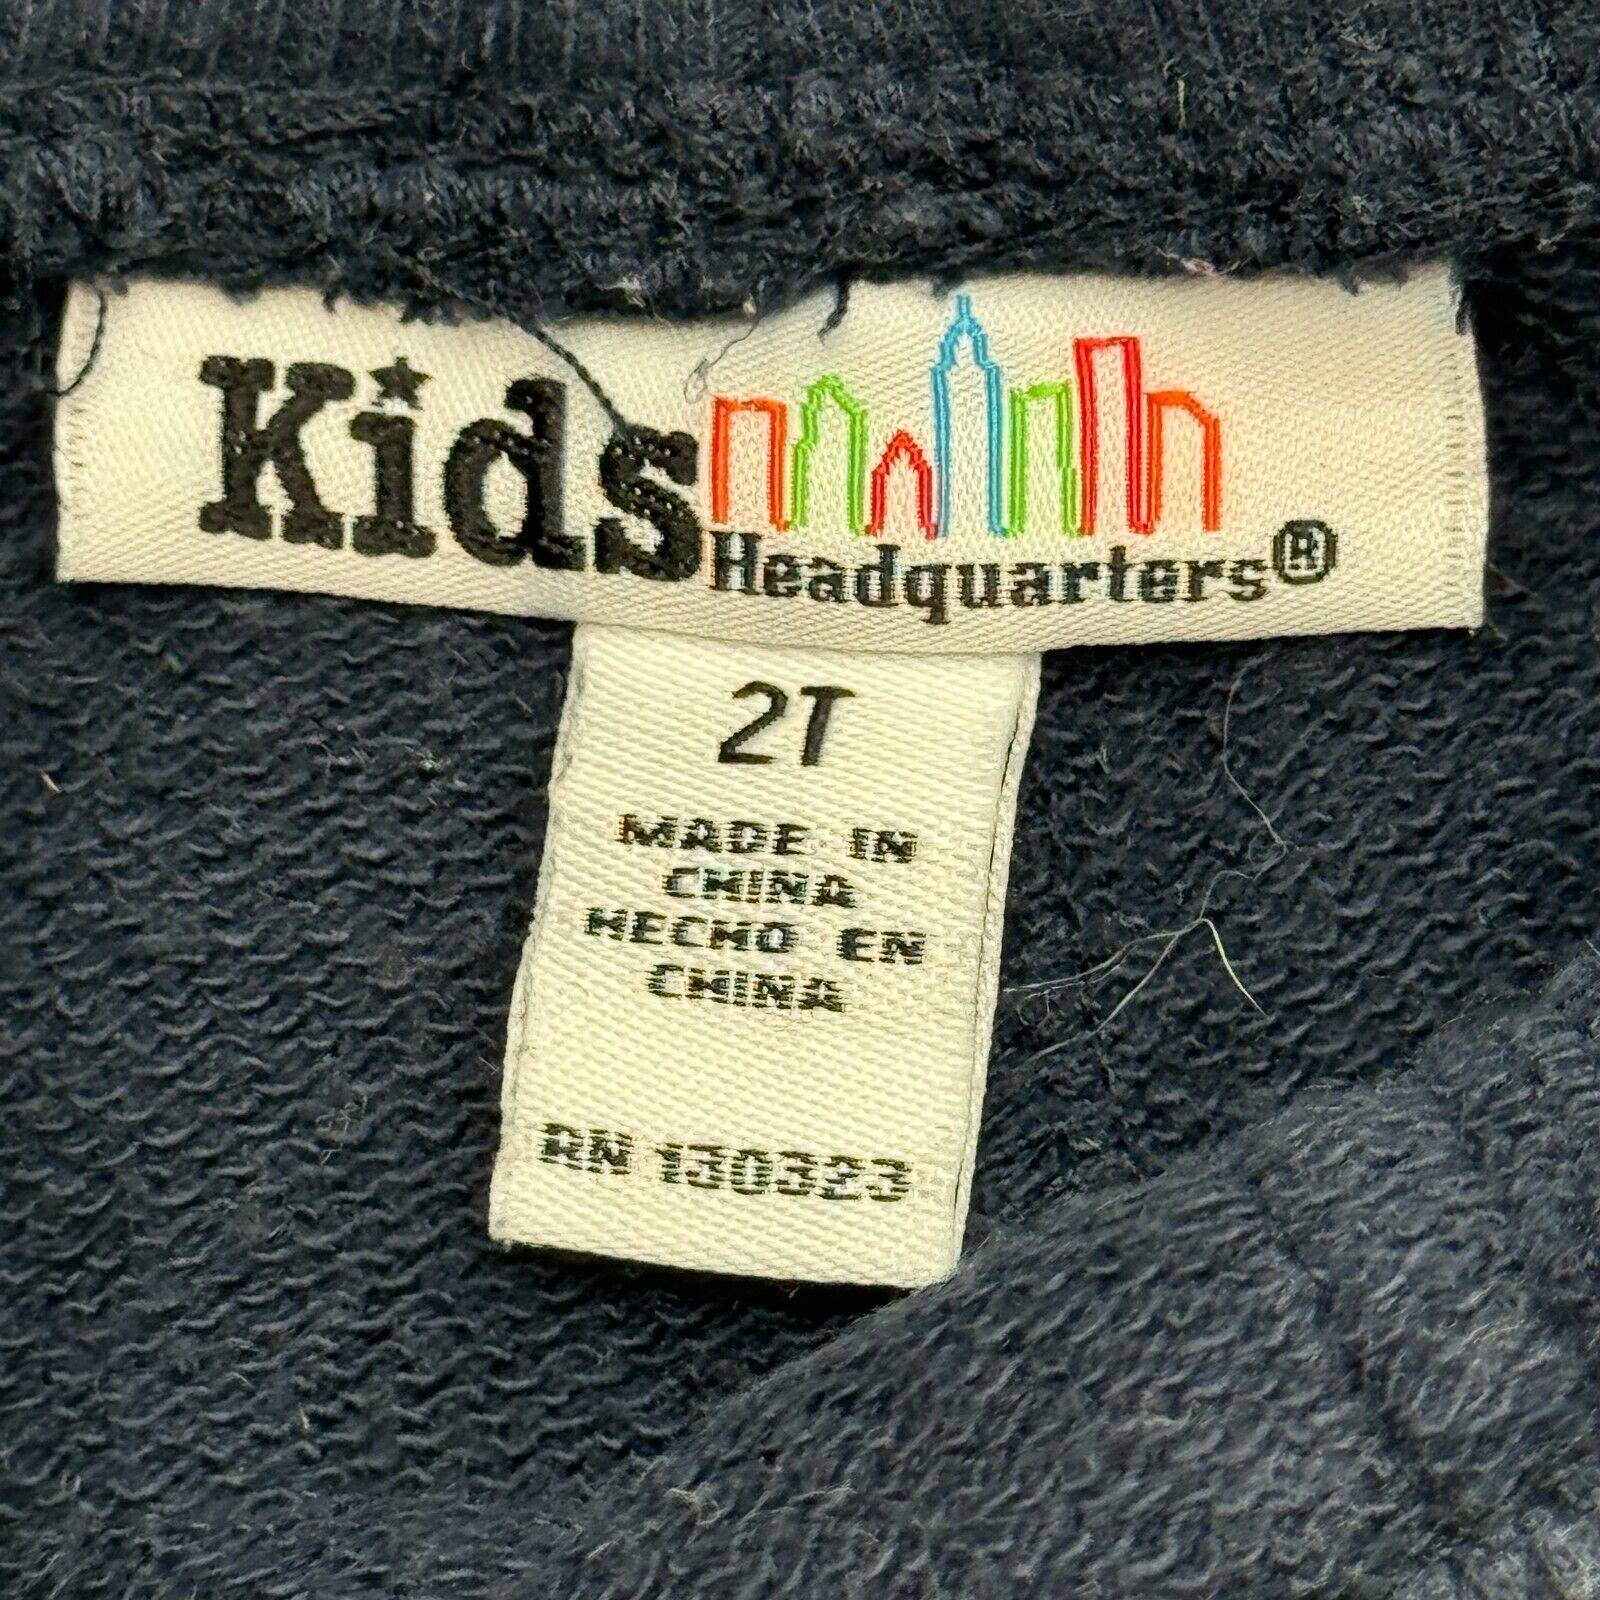 Kids
Headquarters®
2T
MADE IN
CHINA
HECHO EN
CHINA
RN 130323